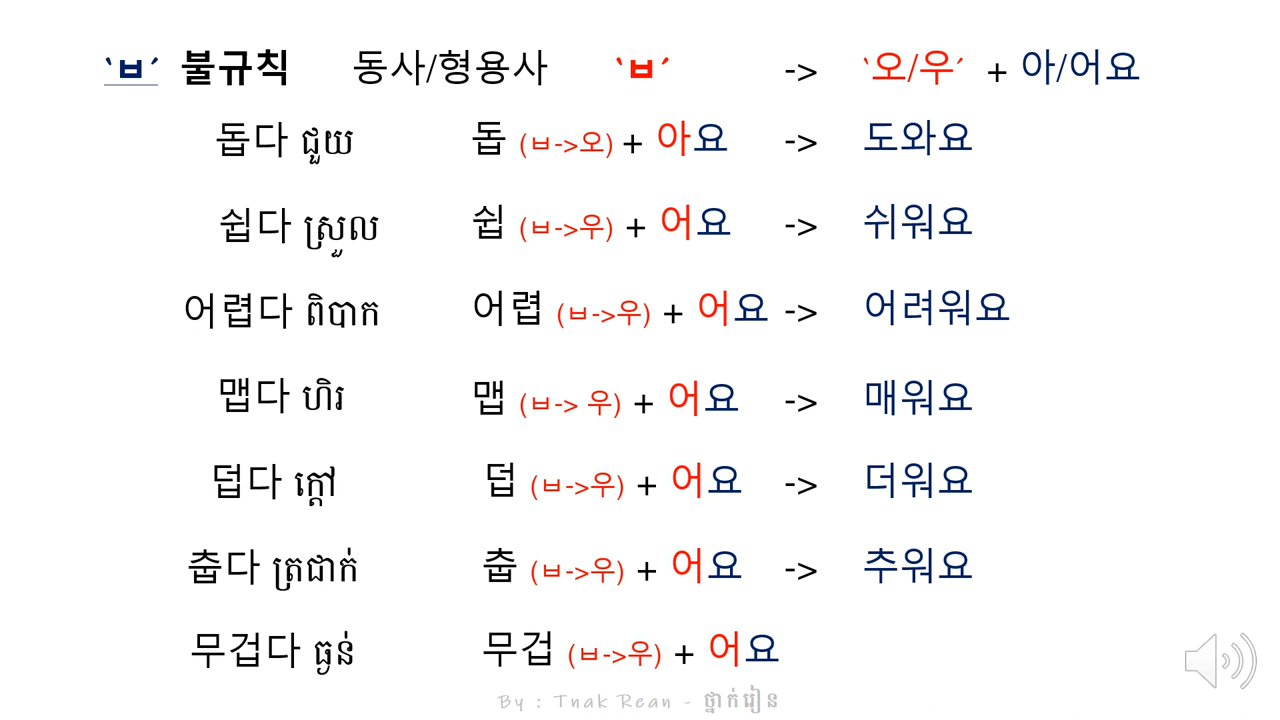 ‘ㅂ’ 불규칙 동사/형용사 ‘ㅂ’ -> ‘오/우’ + 아/어요
돕다 ជួយ 돕 (ㅂ->오) + 아요 -> 도와요
쉽다 ស្រួល 쉽 (ㅂ->우) + 어요 -> 쉬워요
어렵다 ពិបាក 어렵 (ㅂ->우) + 어요 -> 어려워요
맵다 ហិរ 맵 (ㅂ-> 우) + 어요 -> 매워요
덥다 ក្តៅ 덥 (ㅂ->우) + 어요 -> 더워요
춥다 ត្រជាក់ 춥 (ㅂ->우) + 어요 -> 추워요
무겁다 ធ្ងន់ 무겁 (ㅂ->우) + 어요
By : Tnak Rean - ថ្នាក់រៀន